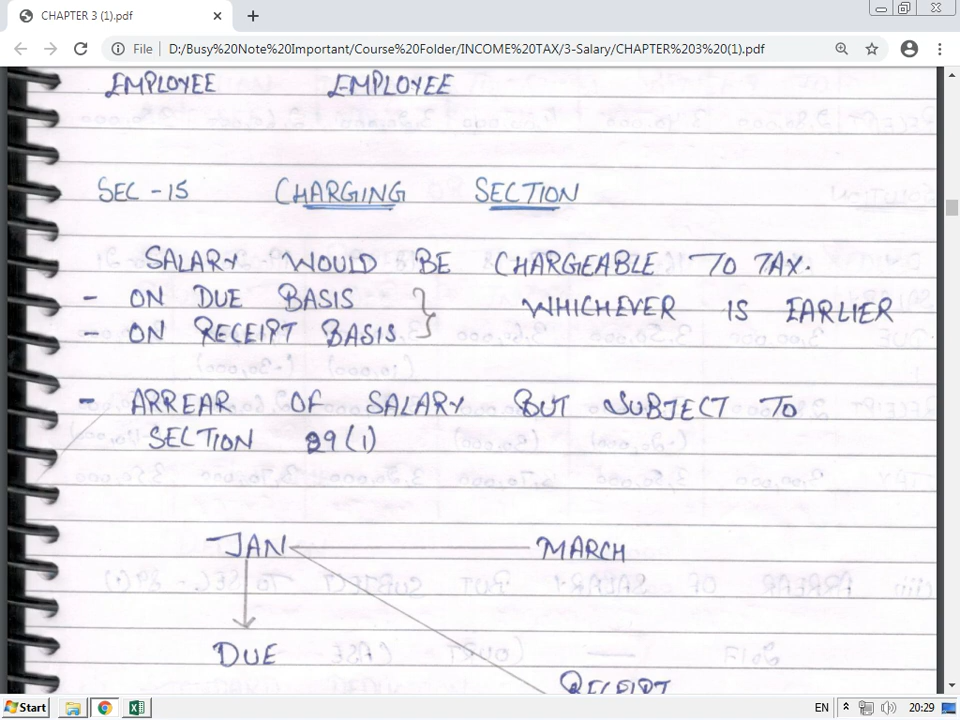 CHAPTER 3 (1).pdf
File D:/Busy%20Note%20Important/Course%20Folder/INCOME%20TAX/3-Salary/CHAPTER%203%20(1).pdf
EMPLOYEE EMPLOYEE
SEC-15 CHARGING SECTION
SALARY WOULD BE CHARGEABLE TO TAX.
- ON DUE BASIS
- ON RECEIPT BASIS } WHICHEVER IS EARLIER
- ARREAR OF SALARY BUT SUBJECT TO
SECTION 89(1)
JAN MARCH
DUE
RECEIPT
Start EN 20:29